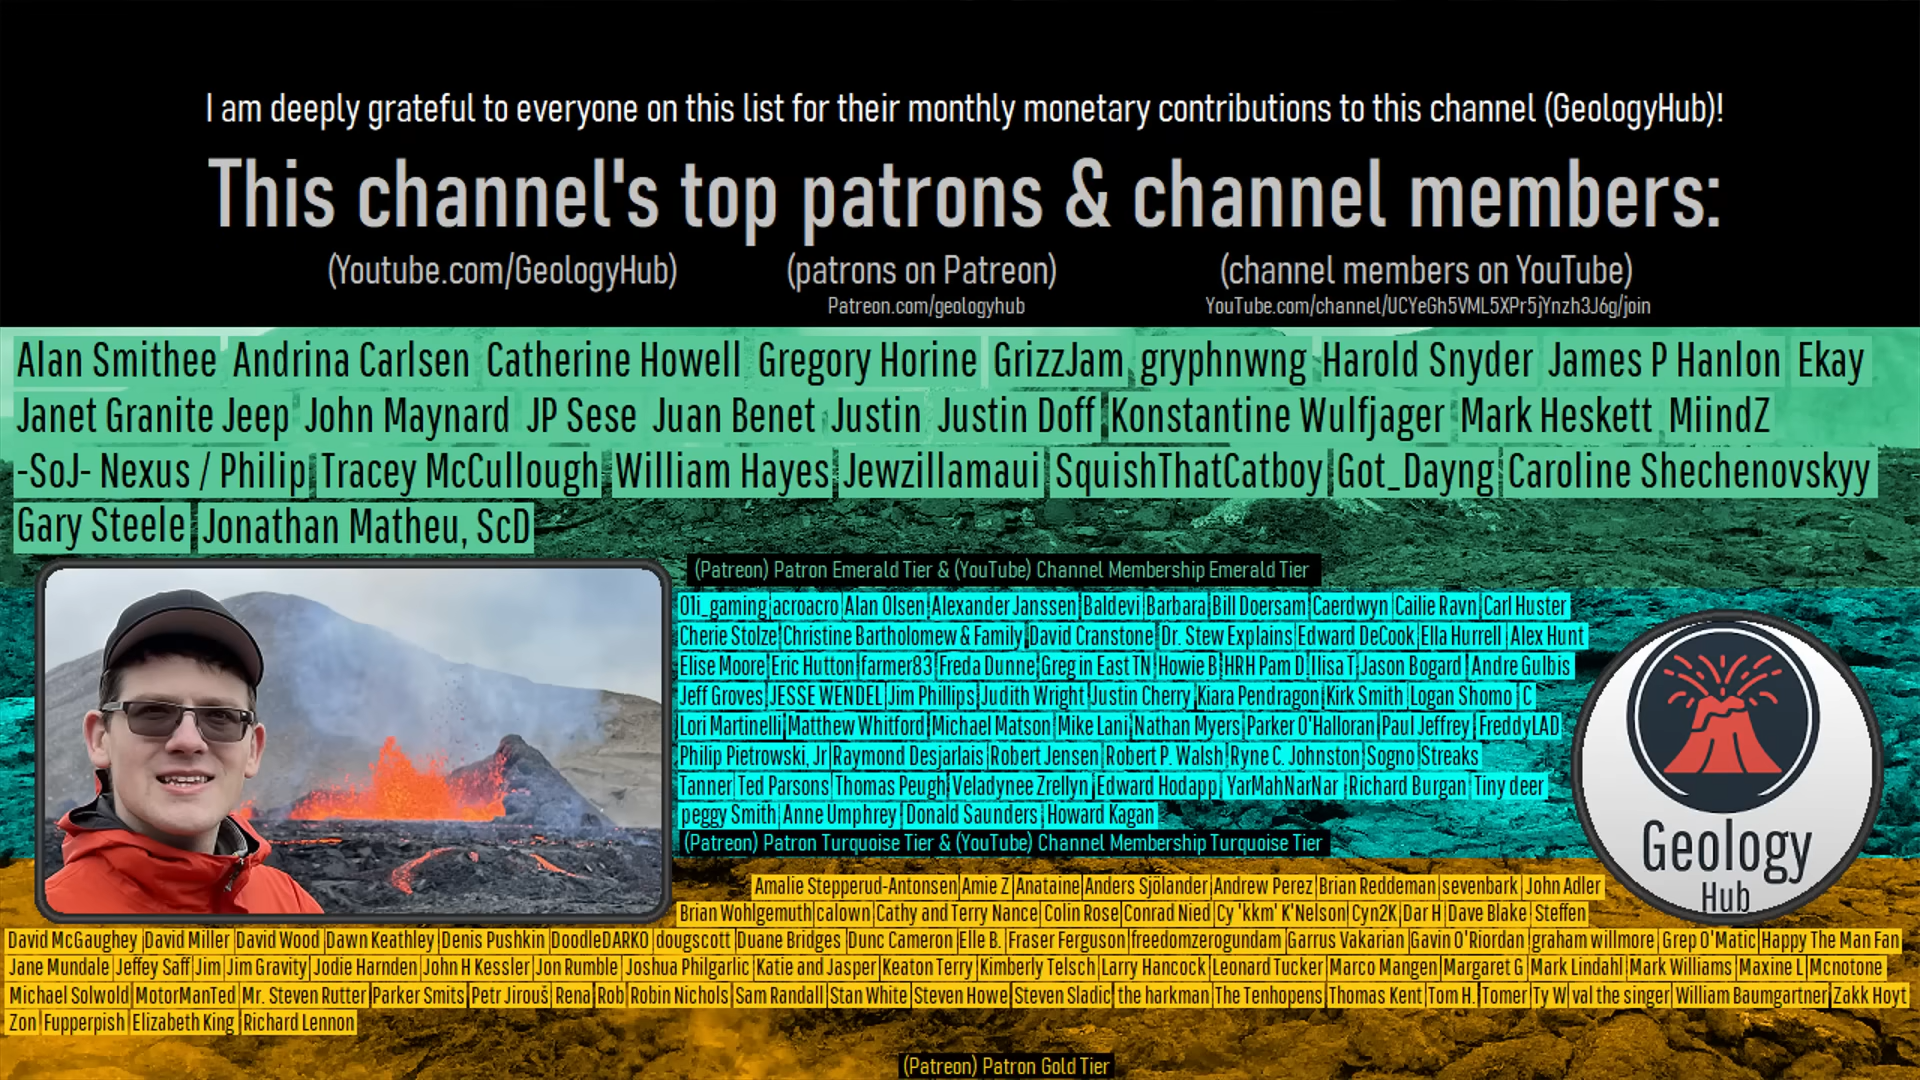 I am deeply grateful to everyone on this list for their monthly monetary contributions to this channel (GeologyHub)!
This channel's top patrons & channel members:
(Youtube.com/GeologyHub) (patrons on Patreon) (channel members on YouTube)
Patreon.com/geologyhub YouTube.com/channel/UCYeGh5VML5XPr5jYnzh3J6g/join
Alan Smithee Andrina Carlsen Catherine Howell Gregory Horine GrizzJam gryphnwng Harold Snyder James P Hanlon Ekay
Janet Granite Jeep John Maynard JP Sese Juan Benet Justin Justin Doff Konstantine Wulfjager Mark Heskett MiindZ
-SoJ- Nexus / Philip Tracey McCullough William Hayes Jewzillamaui SquishThatCatboy Got_Dayng Caroline Shechenovskyy
Gary Steele Jonathan Matheu, ScD
(Patreon) Patron Emerald Tier & (YouTube) Channel Membership Emerald Tier
01i_gaming acroacro Alan Olsen Alexander Janssen Baldevi Barbara Bill Doersam Caerdwyn Cailie Ravn Carl Huster
Cherie Stolze Christine Bartholomew & Family David Cranstone Dr. Stew Explains Edward DeCook Ella Hurrell Alex Hunt
Elise Moore Eric Hutton farmer83 Freda Dunne Greg in East TN Howie B HRH Pam D Ilisa T Jason Bogard Andre Gulbis
Jeff Groves JESSE WENDEL Jim Phillips Judith Wright Justin Cherry Kiara Pendragon Kirk Smith Logan Shomo C
Lori Martinelli Matthew Whitford Michael Matson Mike Lani Nathan Myers Parker O'Halloran Paul Jeffrey FreddyLAD
Philip Pietrowski, Jr Raymond Desjarlais Robert Jensen Robert P. Walsh Ryne C. Johnston Sogno Streaks
Tanner Ted Parsons Thomas Peugh Veladynee Zrellyn Edward Hodapp YarMahNarNar Richard Burgan Tiny deer
peggy Smith Anne Umphrey Donald Saunders Howard Kagan
(Patreon) Patron Turquoise Tier & (YouTube) Channel Membership Turquoise Tier
Geology
Hub
Amalie Stepperud-Antonsen Amie Z Anataine Anders Sjölander Andrew Perez Brian Reddeman sevenbark John Adler
Brian Wohlgemuth calown Cathy and Terry Nance Colin Rose Conrad Nied Cy 'kkm' K'Nelson Cyn2K Dar H Dave Blake Steffen
David McGaughey David Miller David Wood Dawn Keathley Denis Pushkin DoodleDARKO dougscott Duane Bridges Dunc Cameron Elle B. Fraser Ferguson freedomzerogundam Garrus Vakarian Gavin O'Riordan graham willmore Grep O'Matic Happy The Man Fan
Jane Mundale Jeffey Saff Jim Jim Gravity Jodie Harnden John H Kessler Jon Rumble Joshua Philgarlic Katie and Jasper Keaton Terry Kimberly Telsch Larry Hancock Leonard Tucker Marco Mangen Margaret G Mark Lindahl Mark Williams Maxine L Mcnotone
Michael Solwold MotorManTed Mr. Steven Rutter Parker Smits Petr Jirouš Rena Rob Robin Nichols Sam Randall Stan White Steven Howe Steven Sladic the harkman The Tenhopens Thomas Kent Tom H. Tomer Ty W val the singer William Baumgartner Zakk Hoyt
Zon Fupperpish Elizabeth King Richard Lennon
(Patreon) Patron Gold Tier